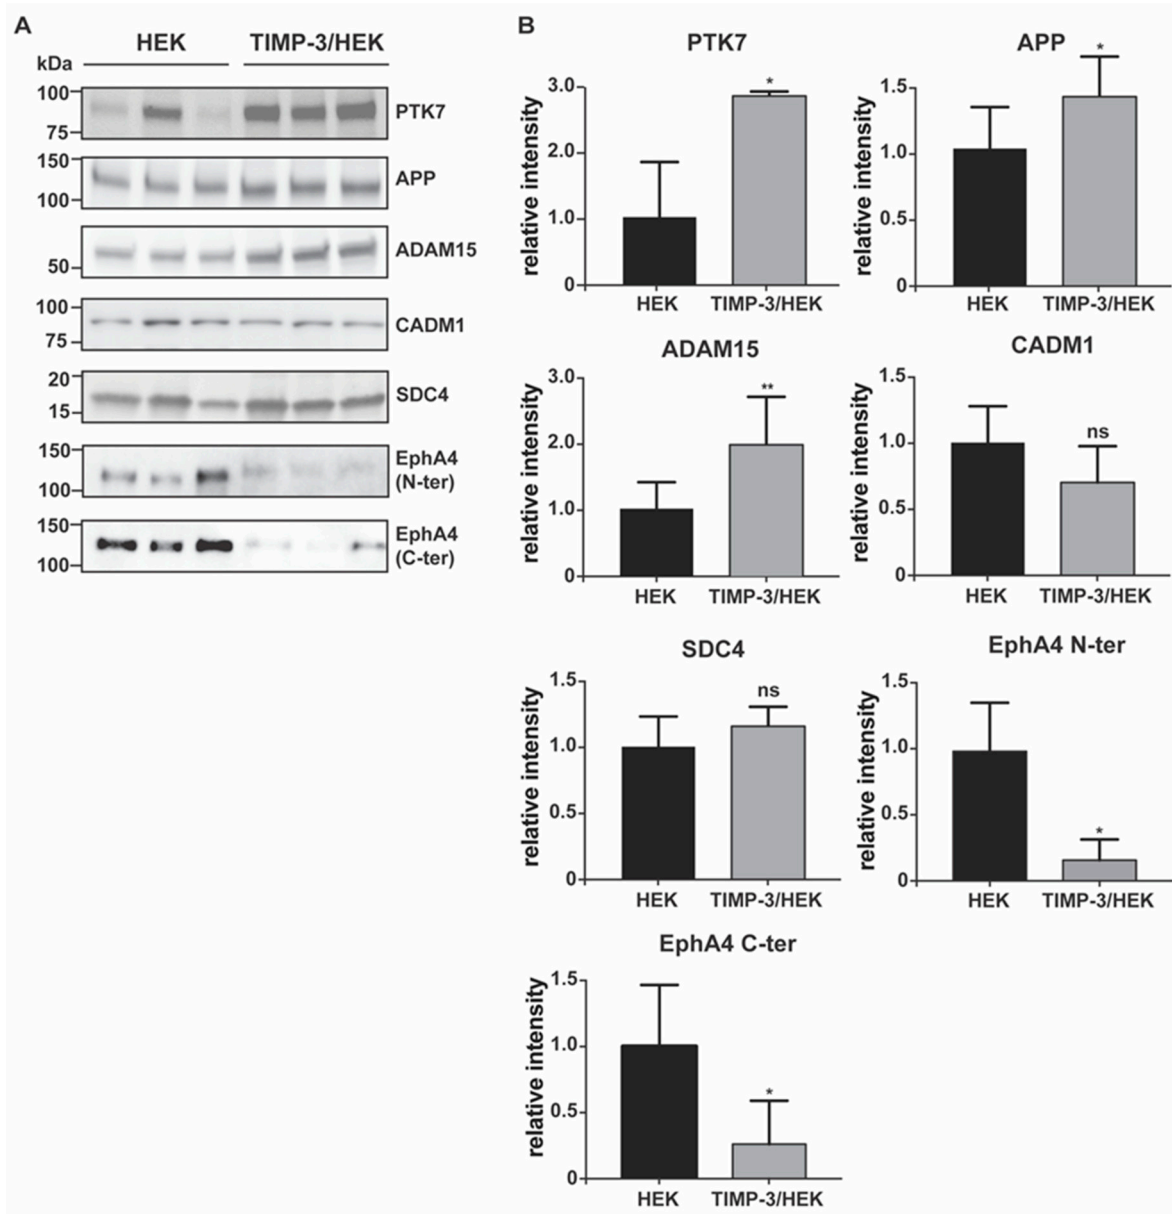 A
HEK TIMP-3/HEK
kDa
100
75
PTK7
150
100
APP
50
ADAM15
100
75
CADM1
20
15
SDC4
150
100
EphA4
(N-ter)
150
100
EphA4
(C-ter)
B
PTK7
relative intensity
3.0
2.0
1.0
0
*
HEK TIMP-3/HEK
APP
relative intensity
1.5
1.0
0.5
0
*
HEK TIMP-3/HEK
ADAM15
relative intensity
3.0
2.0
1.0
0
**
HEK TIMP-3/HEK
CADM1
relative intensity
1.5
1.0
0.5
0
ns
HEK TIMP-3/HEK
SDC4
relative intensity
1.5
1.0
0.5
0
ns
HEK TIMP-3/HEK
EphA4 N-ter
relative intensity
1.5
1.0
0.5
0
*
HEK TIMP-3/HEK
EphA4 C-ter
relative intensity
1.5
1.0
0.5
0
*
HEK TIMP-3/HEK